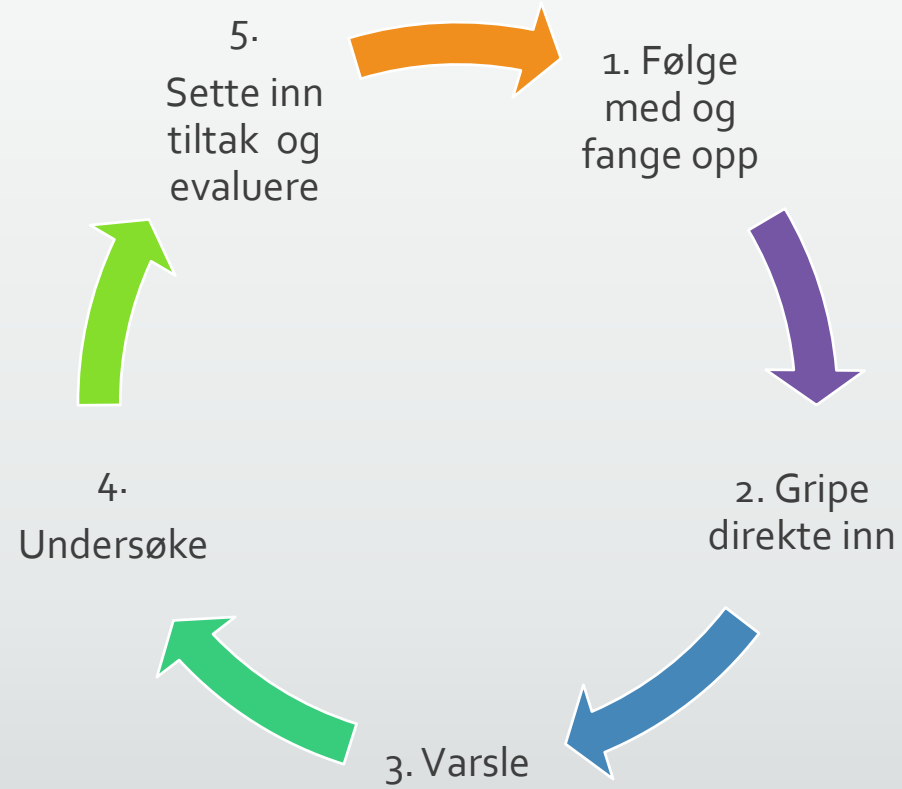 1. Følge
med og
fange opp
2. Gripe
direkte inn
3. Varsle
4.
Undersøke
5.
Sette inn
tiltak og
evaluere